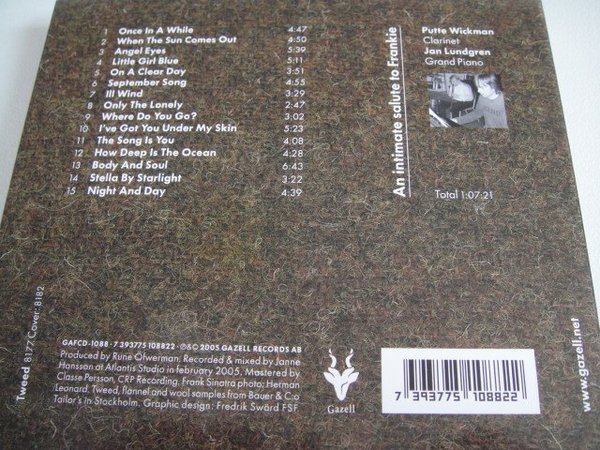 1 Once In A While 4:47
2 When The Sun Comes Out 4:50
3 Angel Eyes 5:39
4 Little Girl Blue 5:11
5 On A Clear Day 3:51
6 September Song 4:55
7 Ill Wind 3:29
8 Only The Lonely 2:47
9 Where Do You Go? 3:02
10 I've Got You Under My Skin 5:23
11 The Song Is You 4:08
12 How Deep Is The Ocean 4:28
13 Body And Soul 6:43
14 Stella By Starlight 3:22
15 Night And Day 4:39
An intimate salute to Frankie
Putte Wickman
Clarinet
Jan Lundgren
Grand Piano
Total 1:07:21
Tweed 8177 Cover: 8182
GAFCD-1088 • 7 393775 108822 • ℗&© 2005 GAZELL RECORDS AB
Produced by Rune Öfwerman. Recorded & mixed by Janne
Hansson at Atlantis Studio in february 2005, Mastered by
Classe Persson, CRP Recording. Frank Sinatra photo: Herman
Leonard, Tweed, flannel and wool samples from Bauer & C:o
Tailor's in Stockholm. Graphic design: Fredrik Swärd FSF
Gazell
7 393775 108822
www.gazell.net